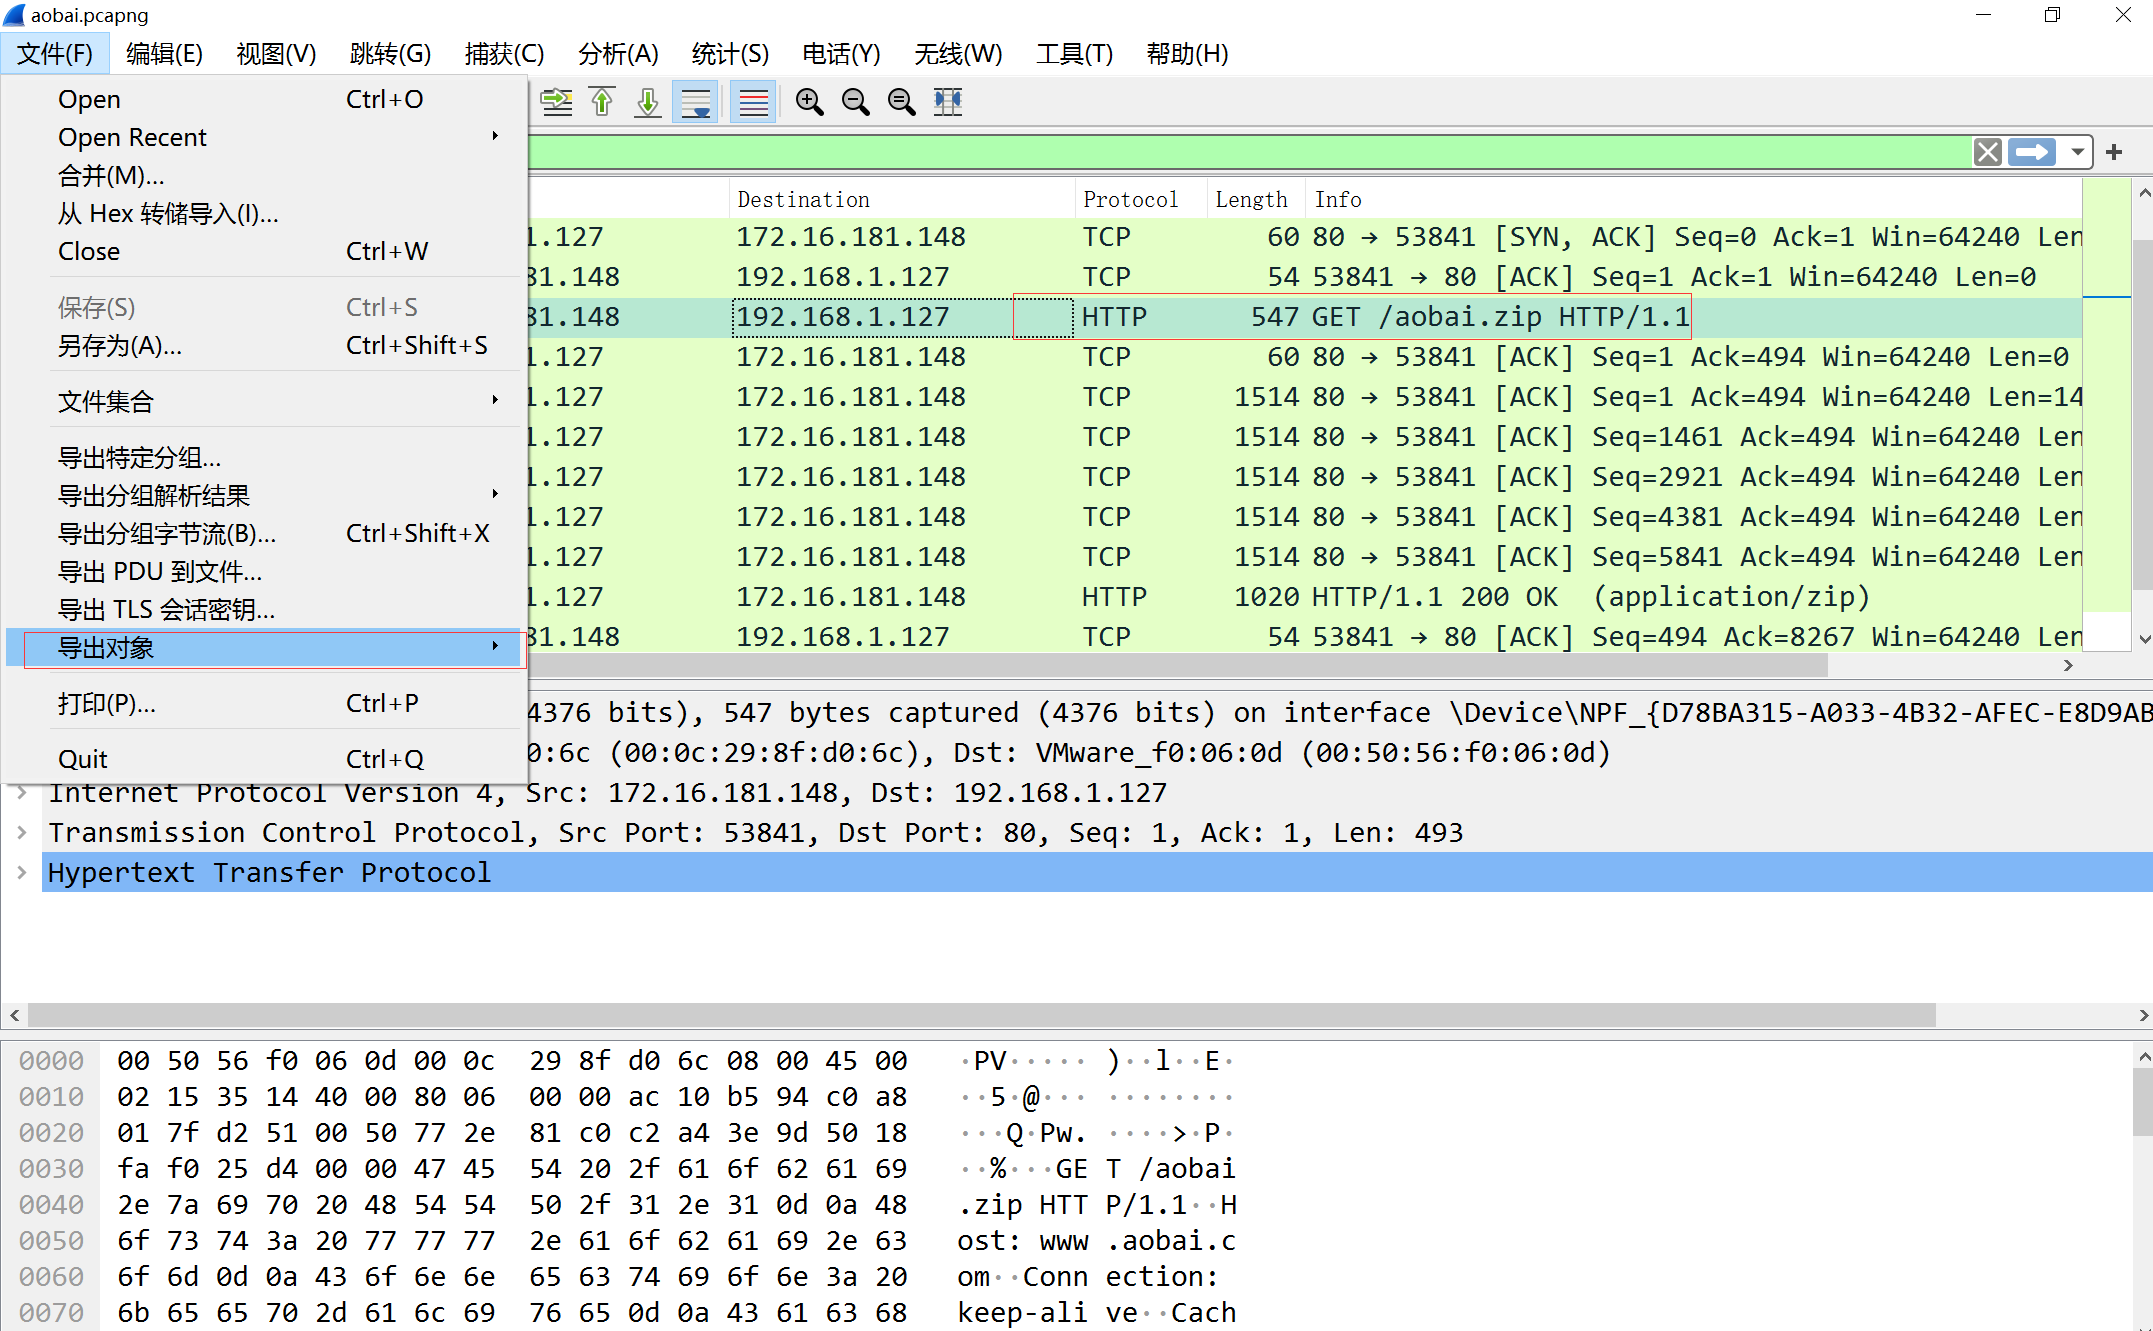 aobai.pcapng
文件(F) 编辑(E) 视图(V) 跳转(G) 捕获(C) 分析(A) 统计(S) 电话(Y) 无线(W) 工具(T) 帮助(H)
Open Ctrl+O
Open Recent
合并(M)...
从 Hex 转储导入(I)...
Close Ctrl+W
保存(S) Ctrl+S
另存为(A)... Ctrl+Shift+S
文件集合
导出特定分组...
导出分组解析结果
导出分组字节流(B)... Ctrl+Shift+X
导出 PDU 到文件...
导出 TLS 会话密钥...
导出对象
打印(P)... Ctrl+P
Quit Ctrl+Q
Destination Protocol Length Info
1.127 172.16.181.148 TCP 60 80 → 53841 [SYN, ACK] Seq=0 Ack=1 Win=64240 Len
31.148 192.168.1.127 TCP 54 53841 → 80 [ACK] Seq=1 Ack=1 Win=64240 Len=0
31.148 192.168.1.127 HTTP 547 GET /aobai.zip HTTP/1.1
1.127 172.16.181.148 TCP 60 80 → 53841 [ACK] Seq=1 Ack=494 Win=64240 Len=0
1.127 172.16.181.148 TCP 1514 80 → 53841 [ACK] Seq=1 Ack=494 Win=64240 Len=14
1.127 172.16.181.148 TCP 1514 80 → 53841 [ACK] Seq=1461 Ack=494 Win=64240 Len
1.127 172.16.181.148 TCP 1514 80 → 53841 [ACK] Seq=2921 Ack=494 Win=64240 Len
1.127 172.16.181.148 TCP 1514 80 → 53841 [ACK] Seq=4381 Ack=494 Win=64240 Len
1.127 172.16.181.148 TCP 1514 80 → 53841 [ACK] Seq=5841 Ack=494 Win=64240 Len
1.127 172.16.181.148 HTTP 1020 HTTP/1.1 200 OK (application/zip)
31.148 192.168.1.127 TCP 54 53841 → 80 [ACK] Seq=494 Ack=8267 Win=64240 Len
4376 bits), 547 bytes captured (4376 bits) on interface \Device\NPF_{D78BA315-A033-4B32-AFEC-E8D9AB
0:6c (00:0c:29:8f:d0:6c), Dst: VMware_f0:06:0d (00:50:56:f0:06:0d)
Internet Protocol Version 4, Src: 172.16.181.148, Dst: 192.168.1.127
Transmission Control Protocol, Src Port: 53841, Dst Port: 80, Seq: 1, Ack: 1, Len: 493
Hypertext Transfer Protocol
0000 00 50 56 f0 06 0d 00 0c 29 8f d0 6c 08 00 45 00 ·PV····· )··l··E·
0010 02 15 35 14 40 00 80 06 00 00 ac 10 b5 94 c0 a8 ··5·@··· ········
0020 01 7f d2 51 00 50 77 2e 81 c0 c2 a4 3e 9d 50 18 ···Q·Pw. ····>·P·
0030 fa f0 25 d4 00 00 47 45 54 20 2f 61 6f 62 61 69 ··%···GE T /aobai
0040 2e 7a 69 70 20 48 54 54 50 2f 31 2e 31 0d 0a 48 .zip HTT P/1.1··H
0050 6f 73 74 3a 20 77 77 77 2e 61 6f 62 61 69 2e 63 ost: www .aobai.c
0060 6f 6d 0d 0a 43 6f 6e 6e 65 63 74 69 6f 6e 3a 20 om··Conn ection:
0070 6b 65 65 70 2d 61 6c 69 76 65 0d 0a 43 61 63 68 keep-ali ve··Cach